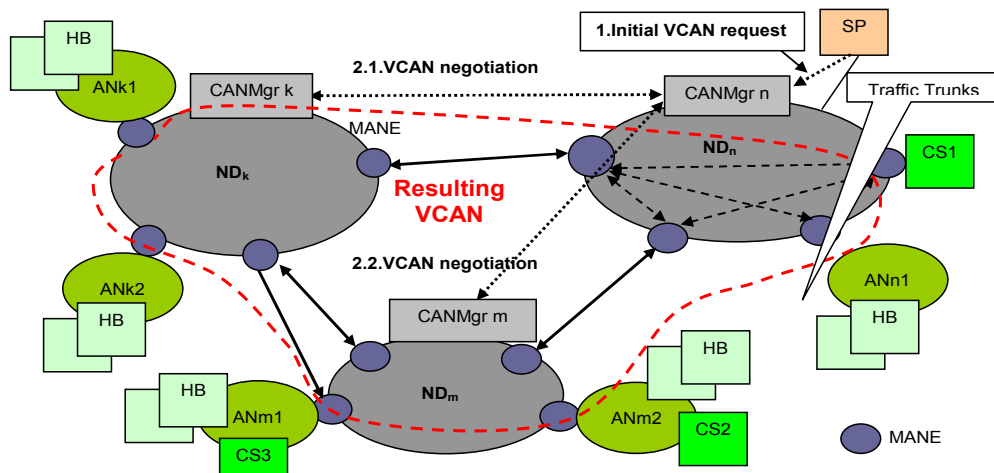 HB
ANk1
CANMgr k
2.1.VCAN negotiation
1.Initial VCAN request
SP
CANMgr n
Traffic Trunks
MANE
NDk
NDn
CS1
Resulting
VCAN
2.2.VCAN negotiation
ANk2
HB
CANMgr m
ANn1
HB
HB
ANm1
CS3
NDm
HB
ANm2
CS2
MANE